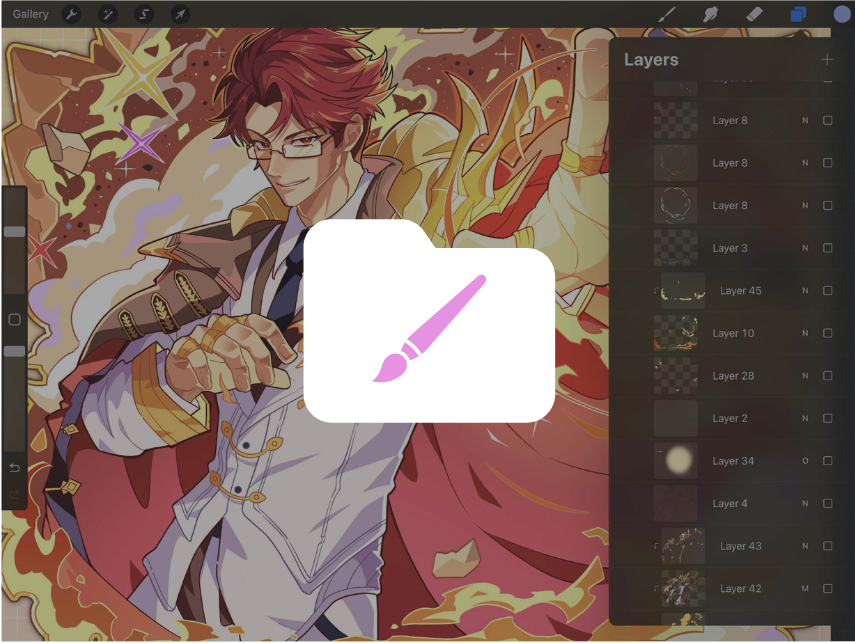 Gallery
Layers
Layer 8 N
Layer 8 N
Layer 8 N
Layer 3 N
Layer 45 N
Layer 10 N
Layer 28 N
Layer 2 N
Layer 34 O
Layer 4 N
Layer 43 N
Layer 42 M